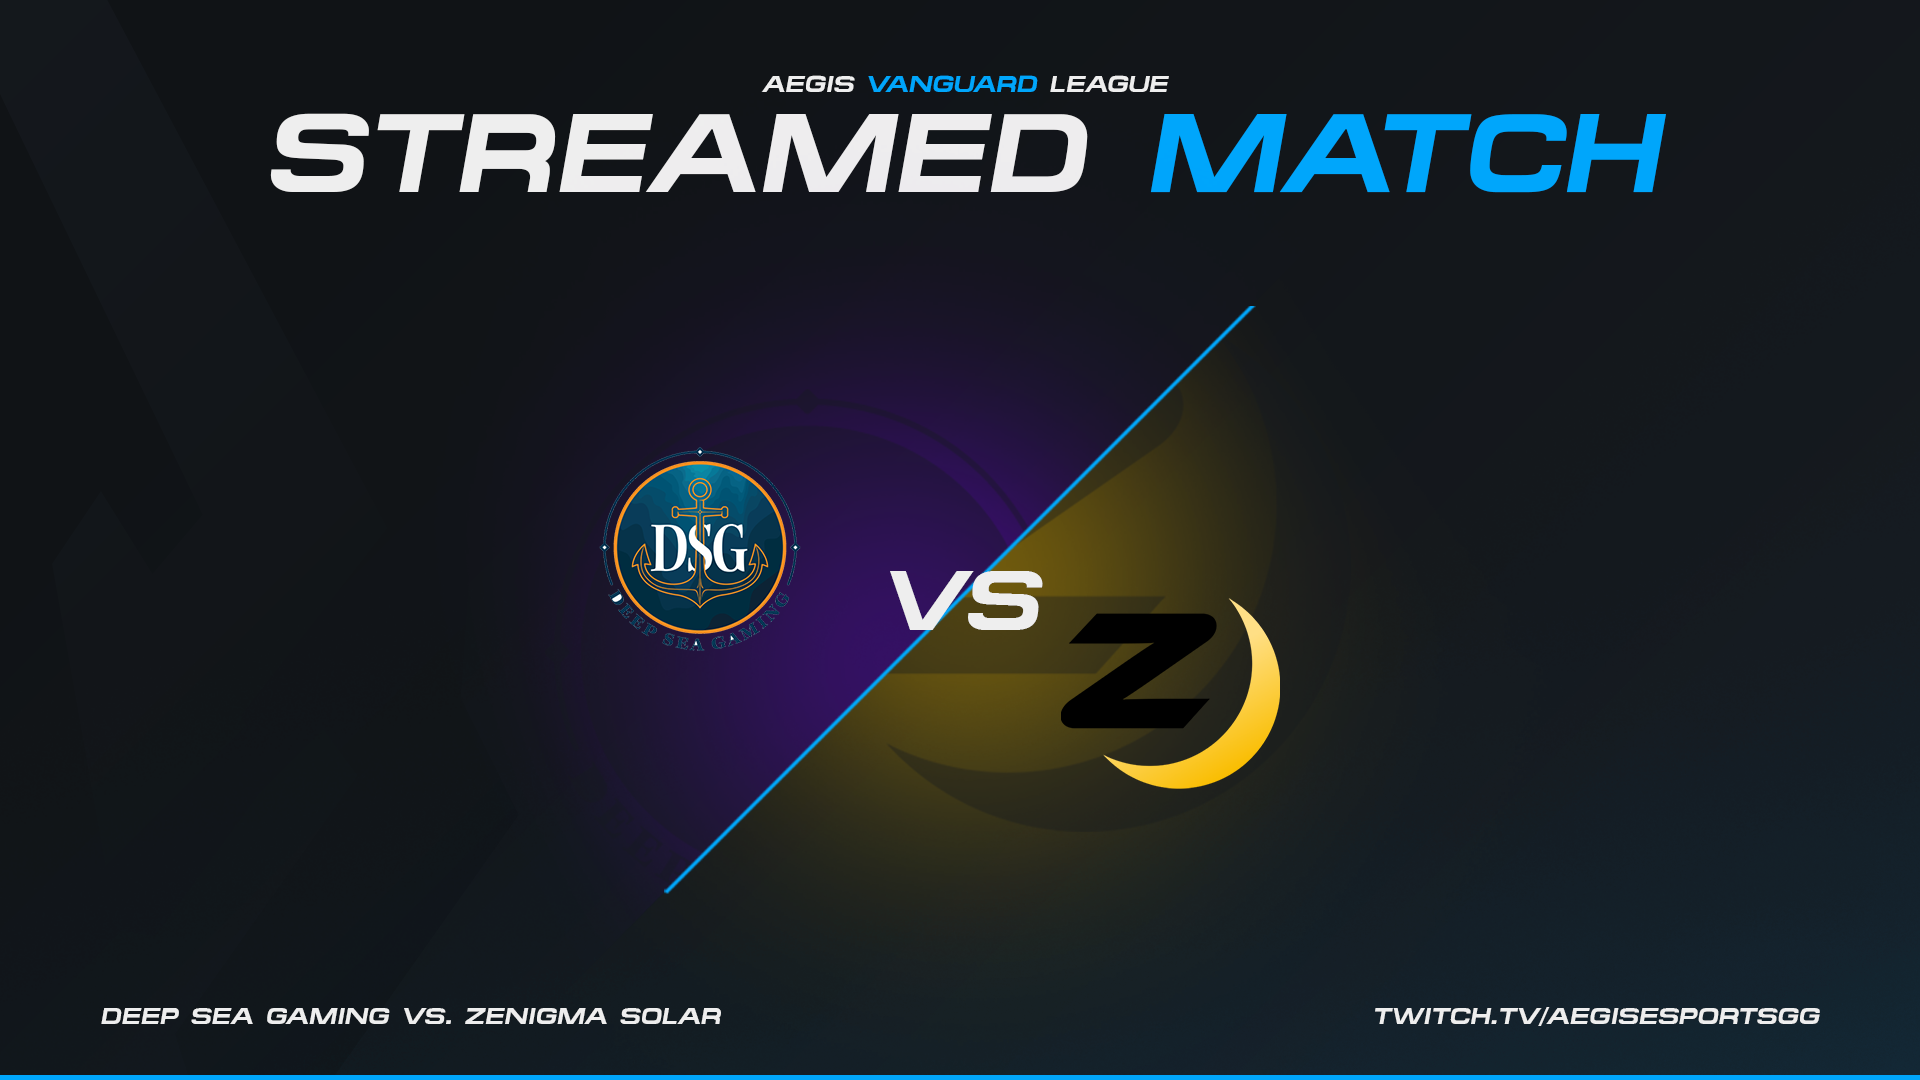 AEGIS VANGUARD LEAGUE
STREAMED MATCH
DSG
DEEP SEA GAMING
VS
Z
DEEP SEA GAMING VS. ZENIGMA SOLAR
TWITCH.TV/AEGISESPORTSGG